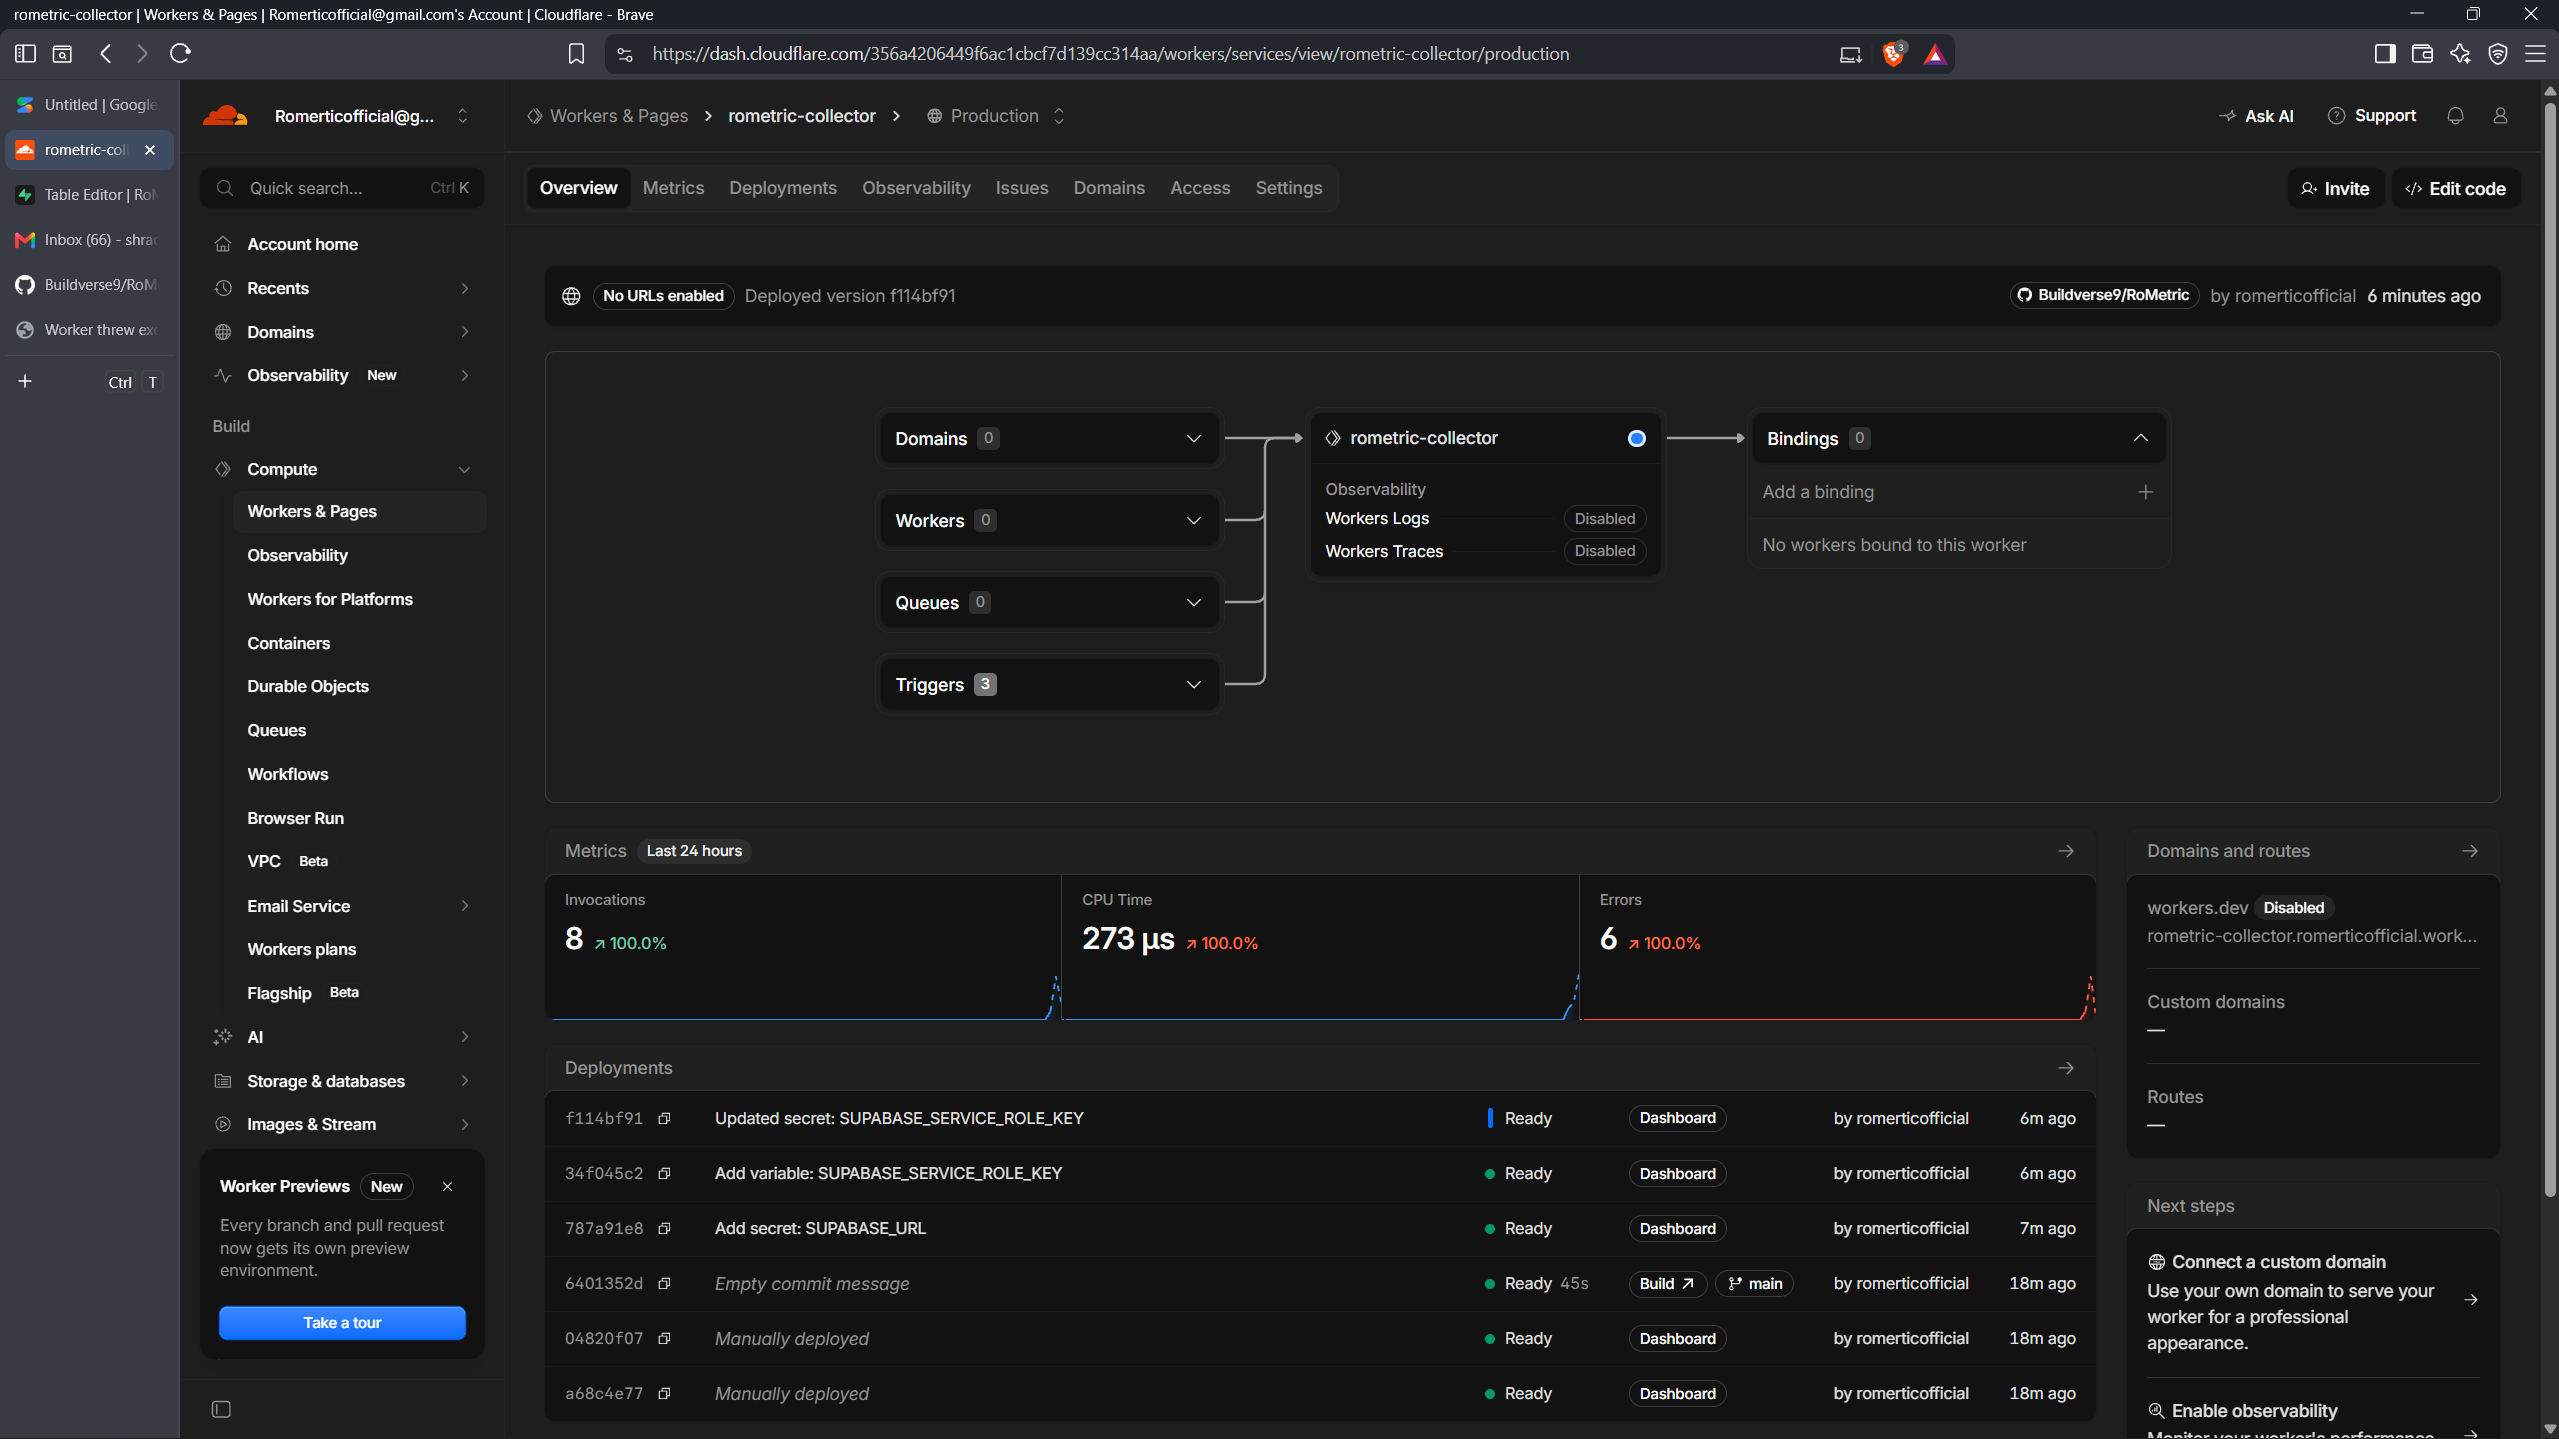 rometric-collector | Workers & Pages | Romerticofficial@gmail.com's Account | Cloudflare - Brave
https://dash.cloudflare.com/356a4206449f6ac1cbcf7d139cc314aa/workers/services/view/rometric-collector/production
3
Untitled | Google
rometric-coll
Table Editor | RoM
Inbox (66) - shrac
Buildverse9/RoM
Worker threw exc
Ctrl T
Romerticofficial@g...
Quick search... Ctrl K
Account home
Recents
Domains
Observability New
Build
Compute
Workers & Pages
Observability
Workers for Platforms
Containers
Durable Objects
Queues
Workflows
Browser Run
VPC Beta
Email Service
Workers plans
Flagship Beta
AI
Storage & databases
Images & Stream
Worker Previews New
Every branch and pull request
now gets its own preview
environment.
Take a tour
Workers & Pages > rometric-collector > Production
Ask AI Support
Overview Metrics Deployments Observability Issues Domains Access Settings
Invite </> Edit code
No URLs enabled Deployed version f114bf91
Buildverse9/RoMetric by romerticofficial 6 minutes ago
Domains 0
Workers 0
Queues 0
Triggers 3
rometric-collector
Observability
Workers Logs Disabled
Workers Traces Disabled
Bindings 0
Add a binding
No workers bound to this worker
Metrics Last 24 hours
Invocations
8 100.0%
CPU Time
273 µs 100.0%
Errors
6 100.0%
Deployments
f114bf91 Updated secret: SUPABASE_SERVICE_ROLE_KEY Ready Dashboard by romerticofficial 6m ago
34f045c2 Add variable: SUPABASE_SERVICE_ROLE_KEY Ready Dashboard by romerticofficial 6m ago
787a91e8 Add secret: SUPABASE_URL Ready Dashboard by romerticofficial 7m ago
6401352d Empty commit message Ready 45s Build main by romerticofficial 18m ago
04820f07 Manually deployed Ready Dashboard by romerticofficial 18m ago
a68c4e77 Manually deployed Ready Dashboard by romerticofficial 18m ago
Domains and routes
workers.dev Disabled
rometric-collector.romerticofficial.work...
Custom domains
—
Routes
—
Next steps
Connect a custom domain
Use your own domain to serve your
worker for a professional
appearance.
Enable observability
Monitor your worker's performance